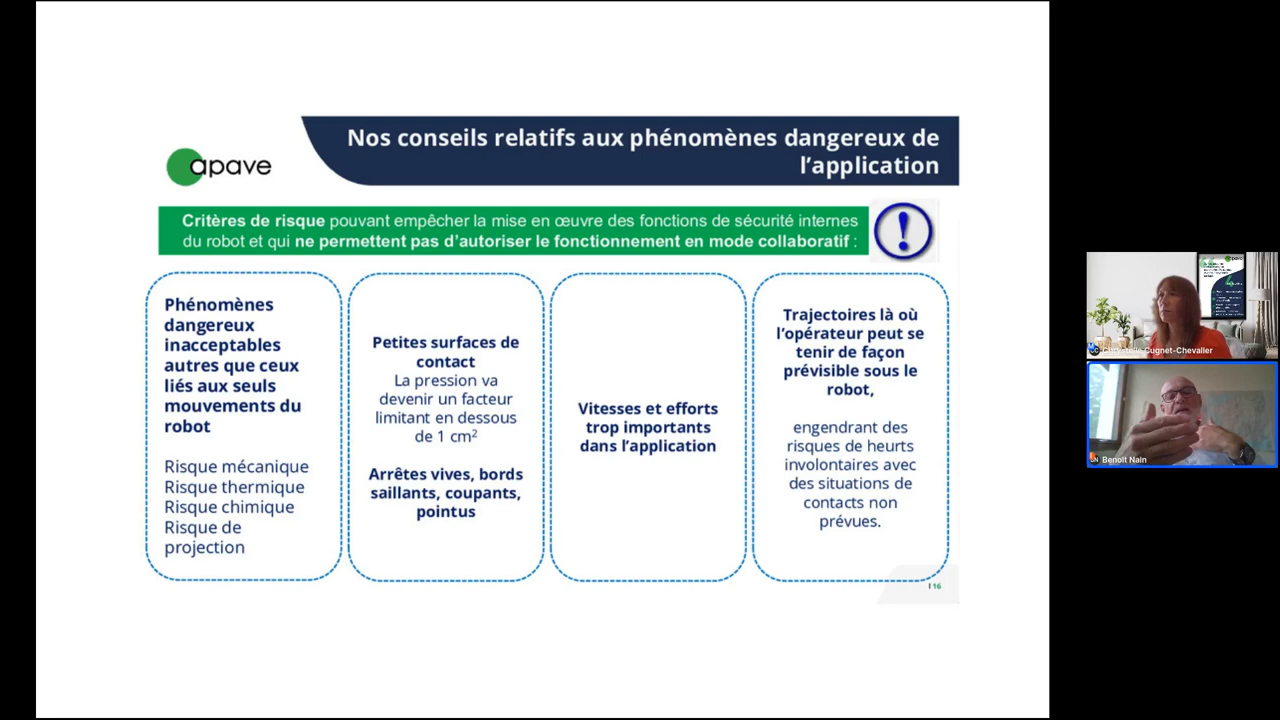 Nos conseils relatifs aux phénomènes dangereux de
l'application
apave
Critères de risque pouvant empêcher la mise en œuvre des fonctions de sécurité internes
du robot et qui ne permettent pas d'autoriser le fonctionnement en mode collaboratif :
!
Phénomènes
dangereux
inacceptables
autres que ceux
liés aux seuls
mouvements du
robot
Risque mécanique
Risque thermique
Risque chimique
Risque de
projection
Petites surfaces de
contact
La pression va
devenir un facteur
limitant en dessous
de 1 cm²
Arrêtes vives, bords
saillants, coupants,
pointus
Vitesses et efforts
trop importants
dans l'application
Trajectoires là où
l'opérateur peut se
tenir de façon
prévisible sous le
robot,
engendrant des
risques de heurts
involontaires avec
des situations de
contacts non
prévues.
I 16
Cugnet-Chevalier
Benoît Nain